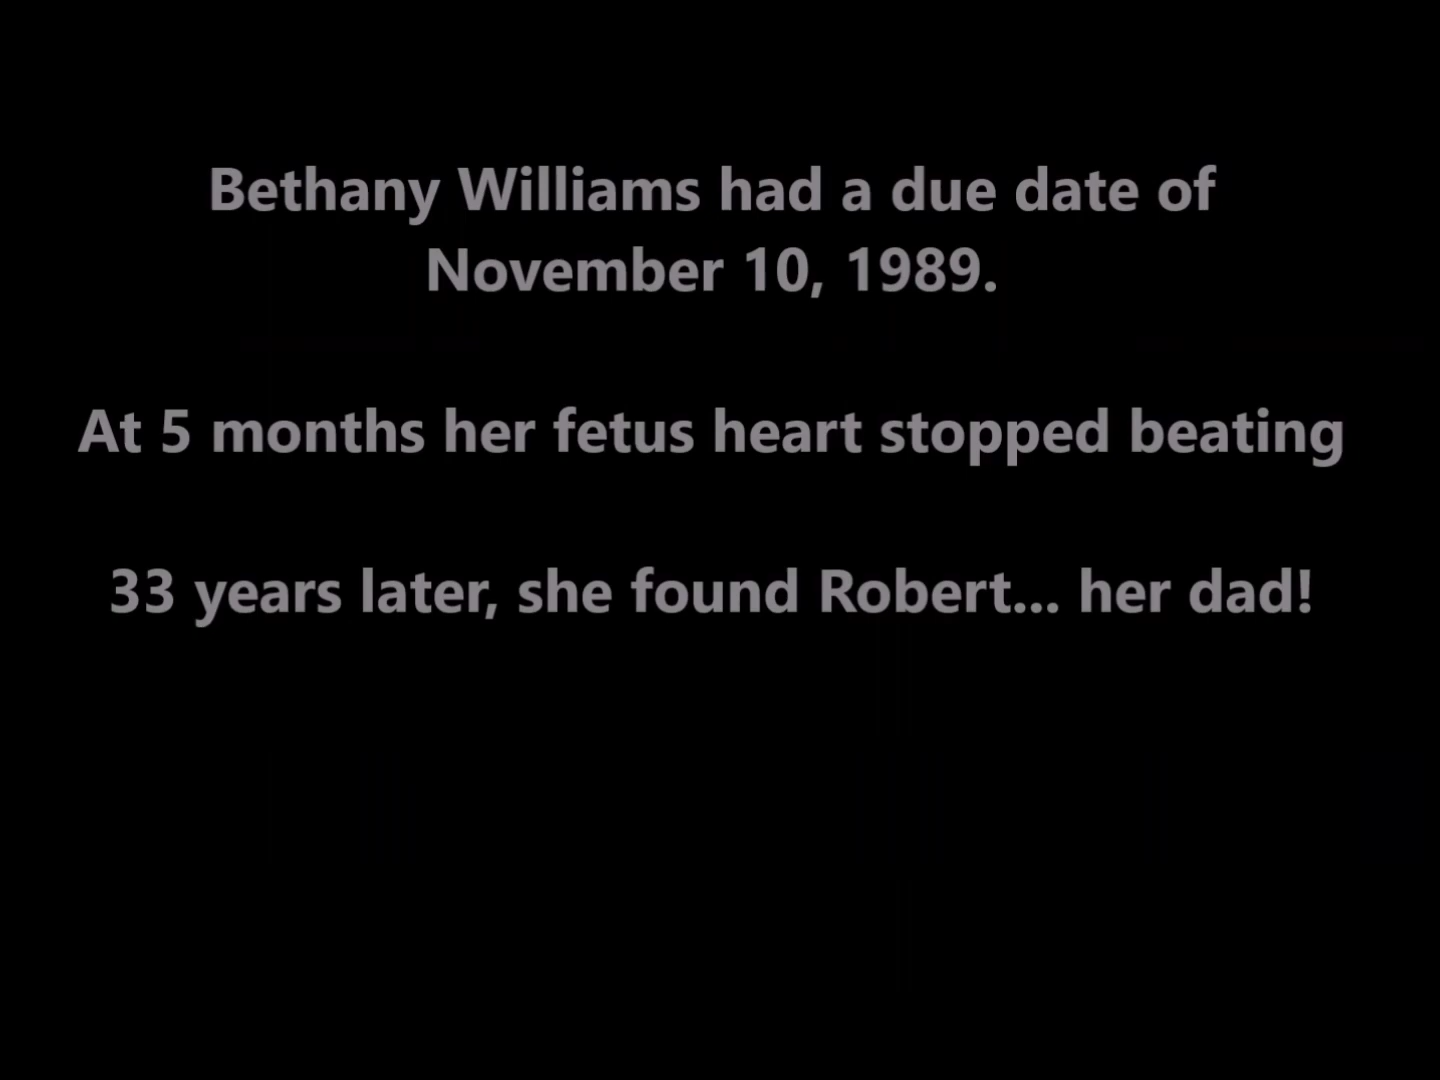 Bethany Williams had a due date of
November 10, 1989.
At 5 months her fetus heart stopped beating
33 years later, she found Robert... her dad!